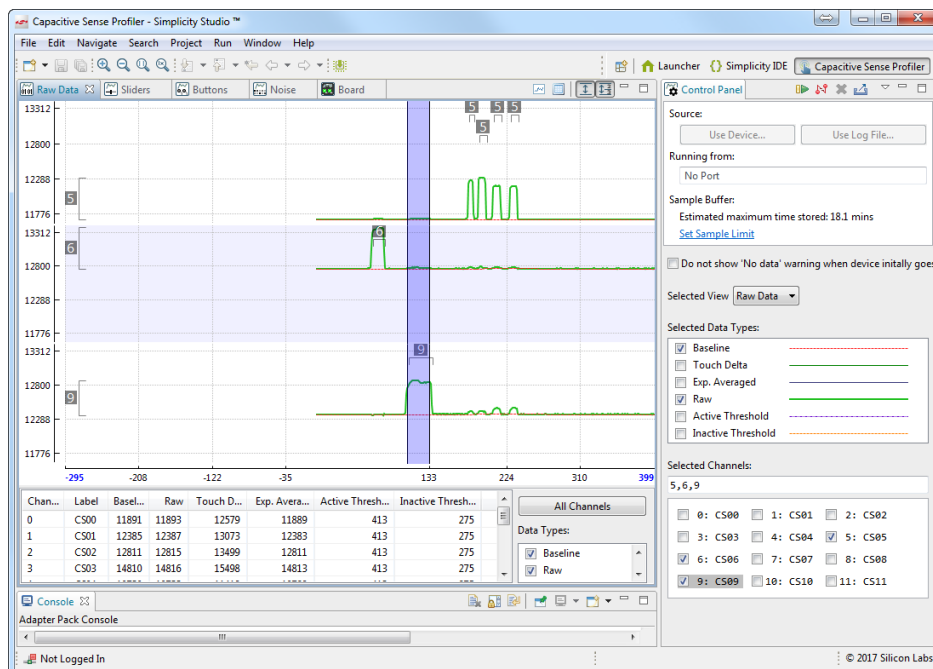 Capacitive Sense Profiler - Simplicity Studio ™
File Edit Navigate Search Project Run Window Help
Launcher {} Simplicity IDE Capacitive Sense Profiler
Raw Data Sliders Buttons Noise Board
13312
12800
12288
11776
5
5 5 5
5
13312
12800
12288
11776
6
6
13312
12800
12288
11776
9
9
-295 -208 -122 -35 133 224 310 399
Chan... Label Basel... Raw Touch D... Exp. Avera... Active Thresh... Inactive Thresh...
0 CS00 11891 11893 12579 11889 413 275
1 CS01 12385 12387 13073 12383 413 275
2 CS02 12811 12815 13499 12811 413 275
3 CS03 14810 14816 15498 14813 413 275
All Channels
Data Types:
Baseline
Raw
Console
Adapter Pack Console
Not Logged In
Control Panel
Source:
Use Device... Use Log File...
Running from:
No Port
Sample Buffer:
Estimated maximum time stored: 18.1 mins
Set Sample Limit
Do not show 'No data' warning when device initally goes
Selected View Raw Data
Selected Data Types:
Baseline
Touch Delta
Exp. Averaged
Raw
Active Threshold
Inactive Threshold
Selected Channels:
5,6,9
0: CS00 1: CS01 2: CS02
3: CS03 4: CS04 5: CS05
6: CS06 7: CS07 8: CS08
9: CS09 10: CS10 11: CS11
© 2017 Silicon Labs